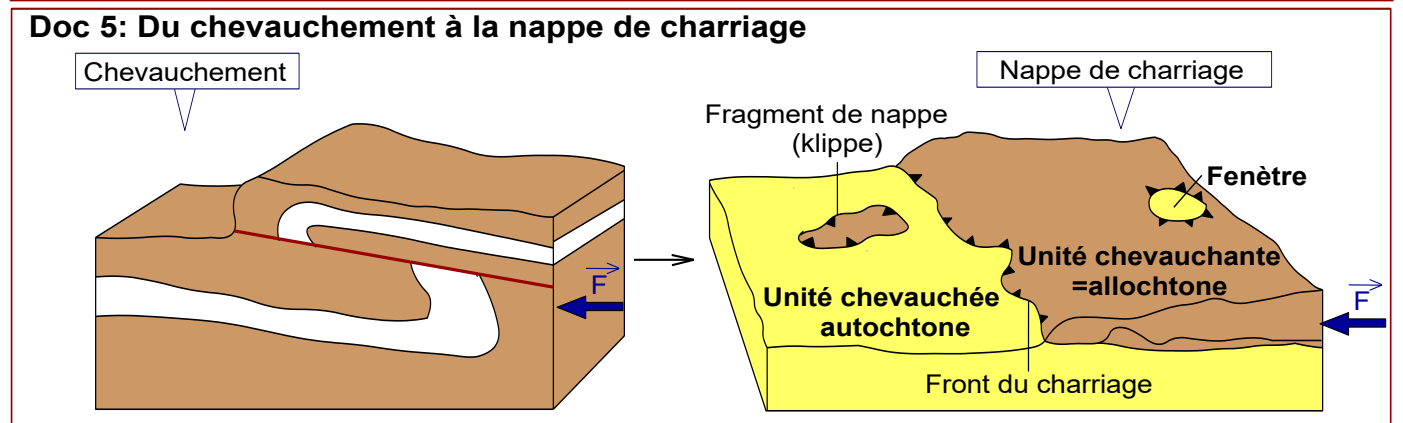 Doc 5: Du chevauchement à la nappe de charriage
Chevauchement
Nappe de charriage
Fragment de nappe
(klippe)
Fenètre
Unité chevauchante
=allochtone
F
Unité chevauchée
autochtone
F
Front du charriage